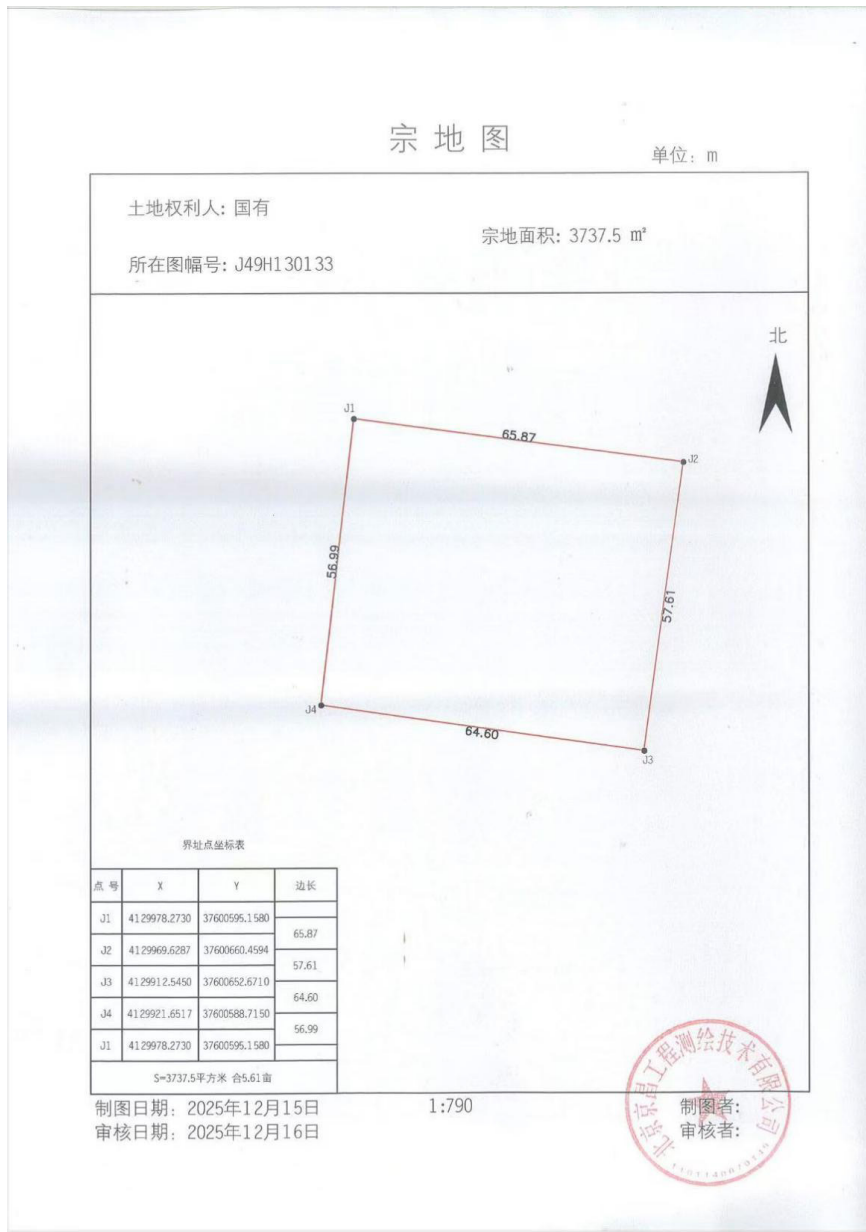 宗 地 图
单位：m
土地权利人：国有
宗地面积：3737.5 m²
所在图幅号：J49H130133
北
J1
65.87
J2
56.99
57.61
J4
64.60
J3
界址点坐标表
点 号 X Y 边长
J1 4129978.2730 37600595.1580
65.87
J2 4129969.6287 37600660.4594
57.61
J3 4129912.5450 37600652.6710
64.60
J4 4129921.6517 37600588.7150
56.99
J1 4129978.2730 37600595.1580
S=3737.5平方米 合5.61亩
制图日期：2025年12月15日
1:790
制图者：
审核日期：2025年12月16日
审核者：
北京京昌工程测绘技术有限公司